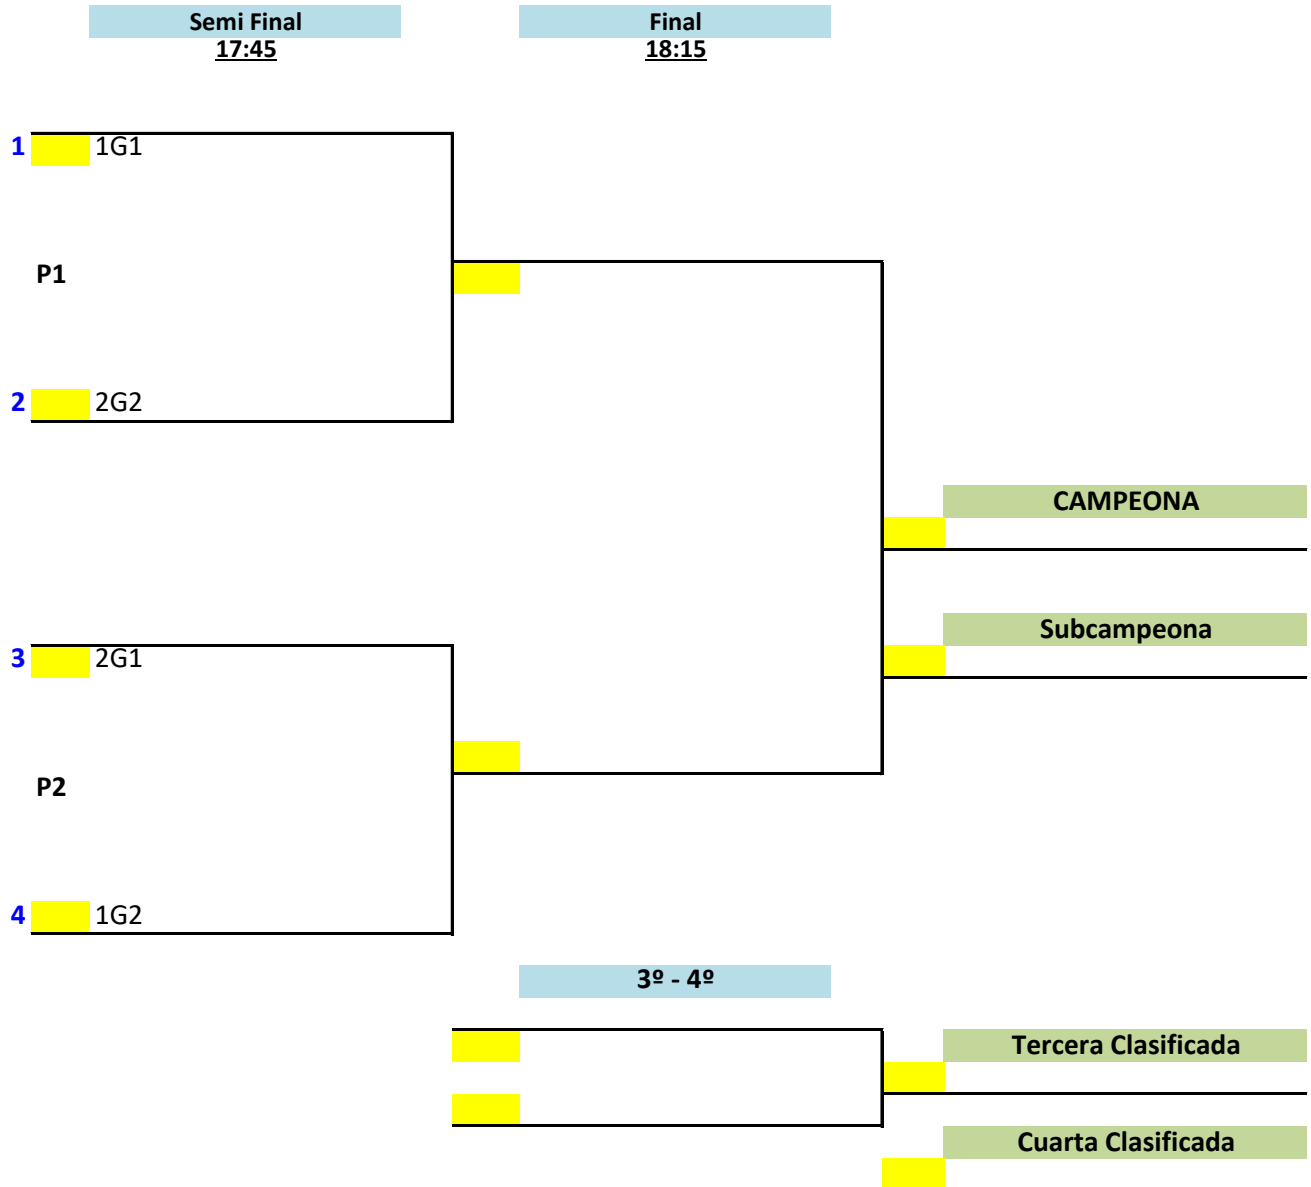 Semi Final
Final
17:45
18:15
1 1G1
P1
2 2G2
CAMPEONA
Subcampeona
3 2G1
P2
4 1G2
3º - 4º
Tercera Clasificada
Cuarta Clasificada